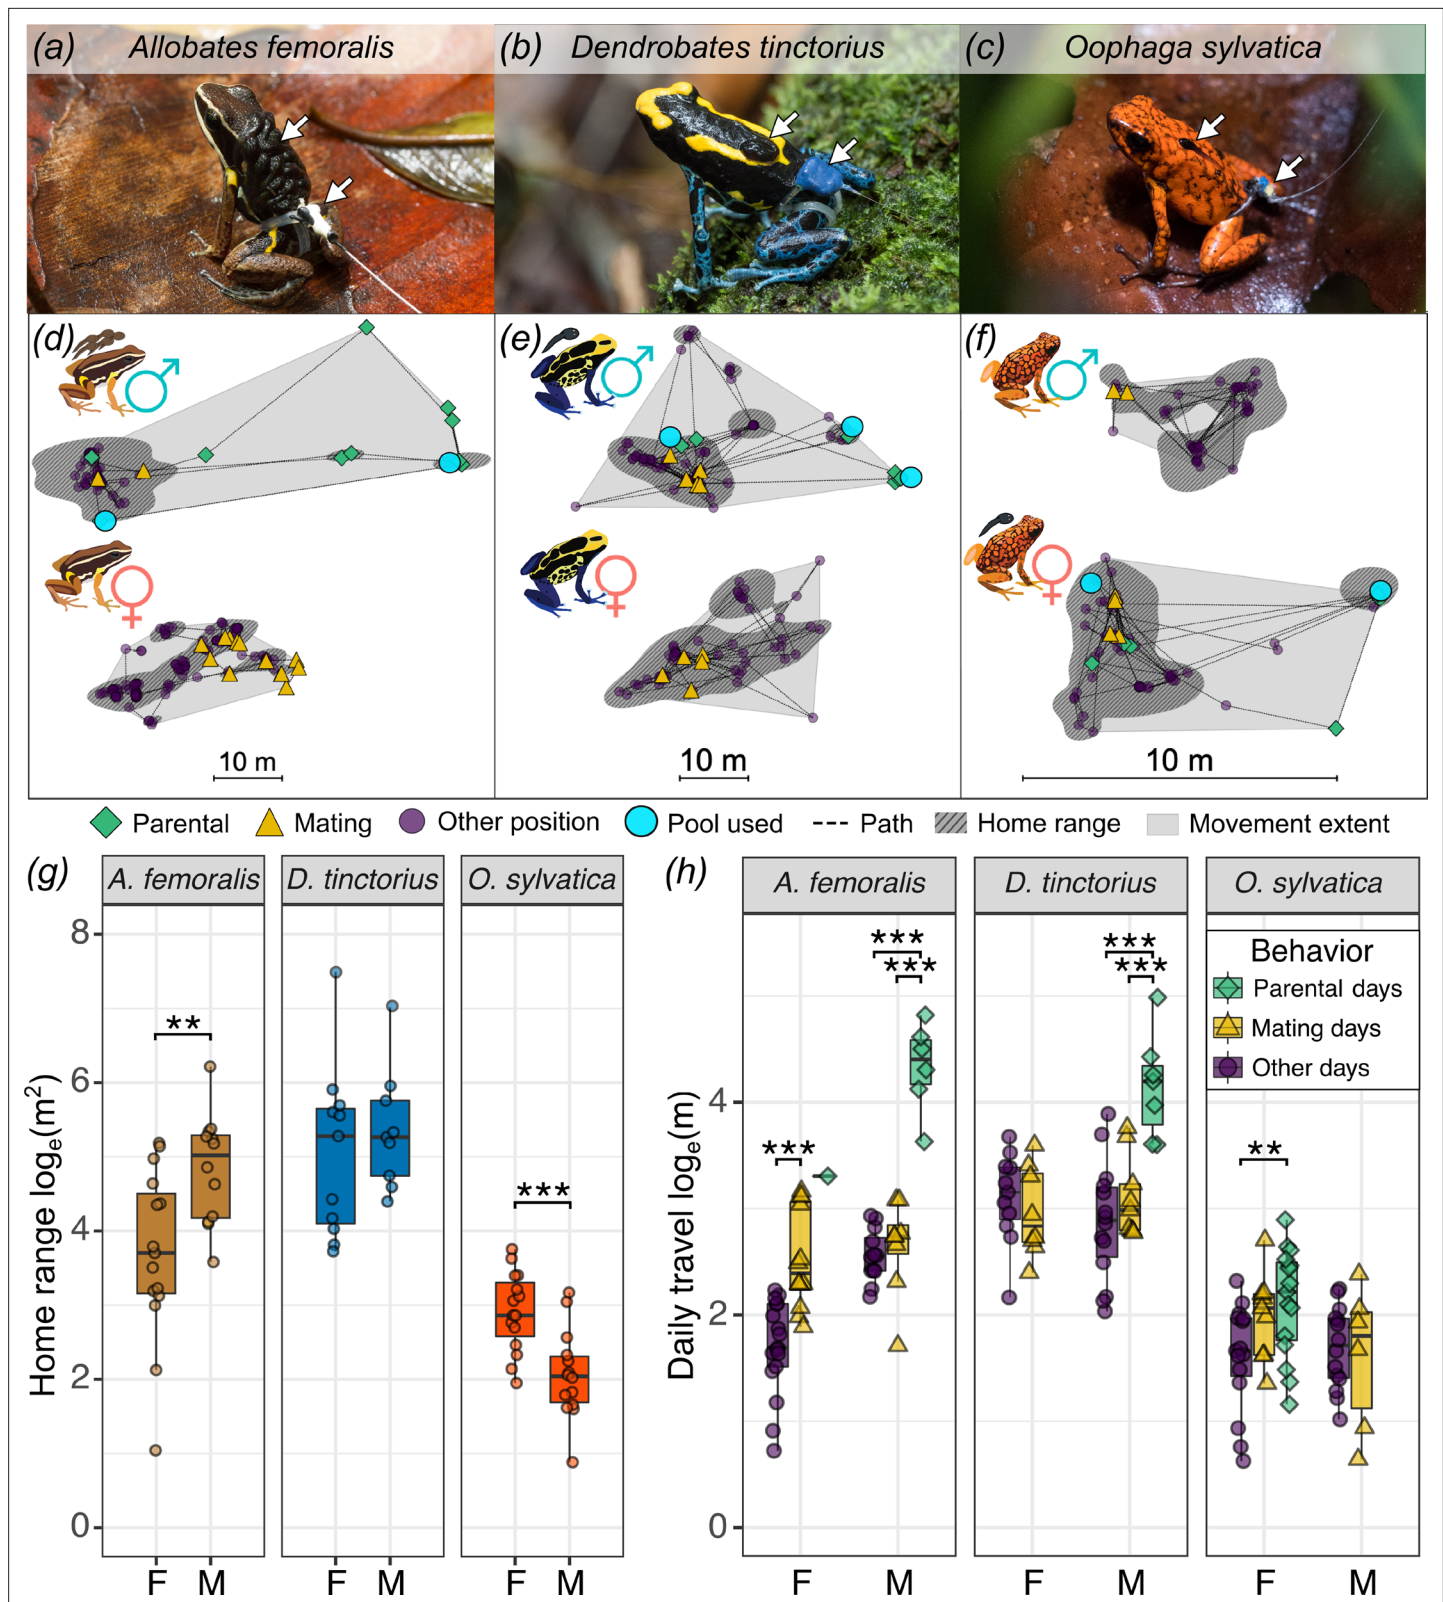 (a) Allobates femoralis
(b) Dendrobates tinctorius
(c) Oophaga sylvatica
(d)
(e)
(f)
10 m
10 m
10 m
Parental
Mating
Other position
Pool used
Path
Home range
Movement extent
(g)
A. femoralis
D. tinctorius
O. sylvatica
Home range logₑ(m²)
8
6
4
2
0
**
***
F
M
F
M
F
M
(h)
A. femoralis
D. tinctorius
O. sylvatica
Daily travel logₑ(m)
4
2
0
***
***
***
***
***
**
Behavior
Parental days
Mating days
Other days
F
M
F
M
F
M